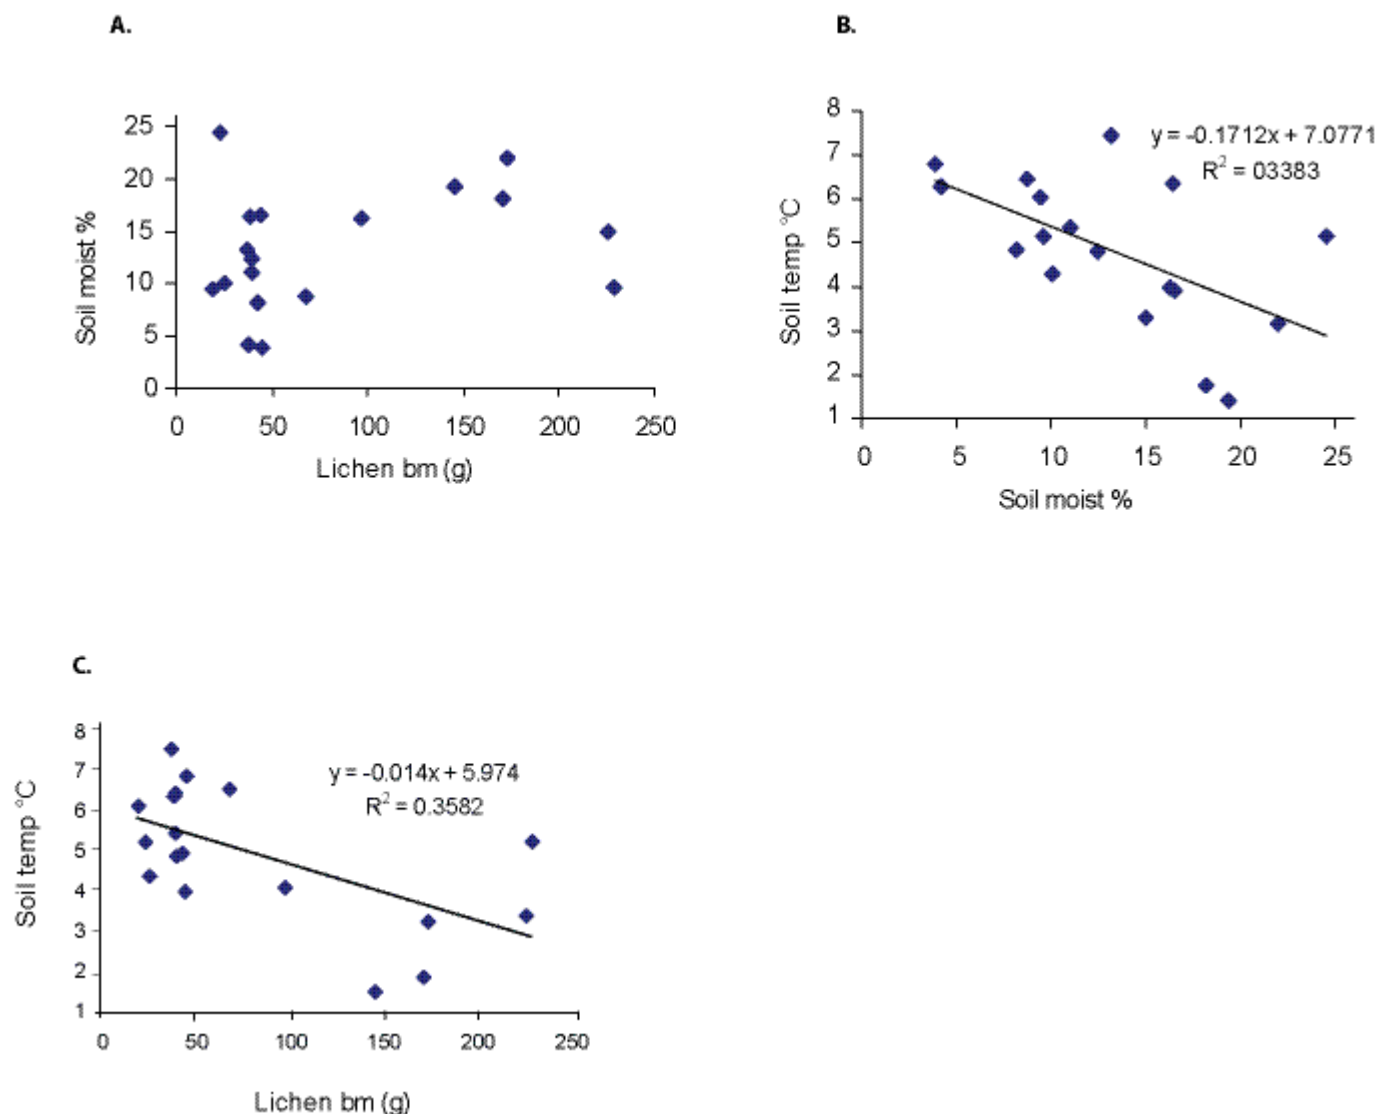 A.
25
20
15
10
5
0
Soil moist %
0 50 100 150 200 250
Lichen bm (g)
B.
8
7
6
5
4
3
2
1
Soil temp °C
y = -0.1712x + 7.0771
R² = 03383
0 5 10 15 20 25
Soil moist %
C.
8
7
6
5
4
3
2
1
Soil temp °C
y = -0.014x + 5.974
R² = 0.3582
0 50 100 150 200 250
Lichen bm (g)